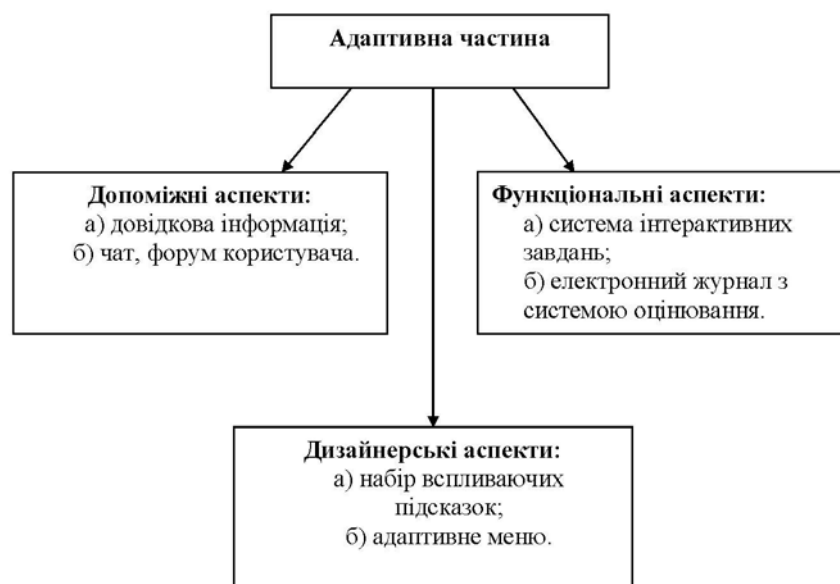 Адаптивна частина
Допоміжні аспекти:
а) довідкова інформація;
б) чат, форум користувача.
Функціональні аспекти:
а) система інтерактивних
завдань;
б) електронний журнал з
системою оцінювання.
Дизайнерські аспекти:
а) набір вспливаючих
підсказок;
б) адаптивне меню.